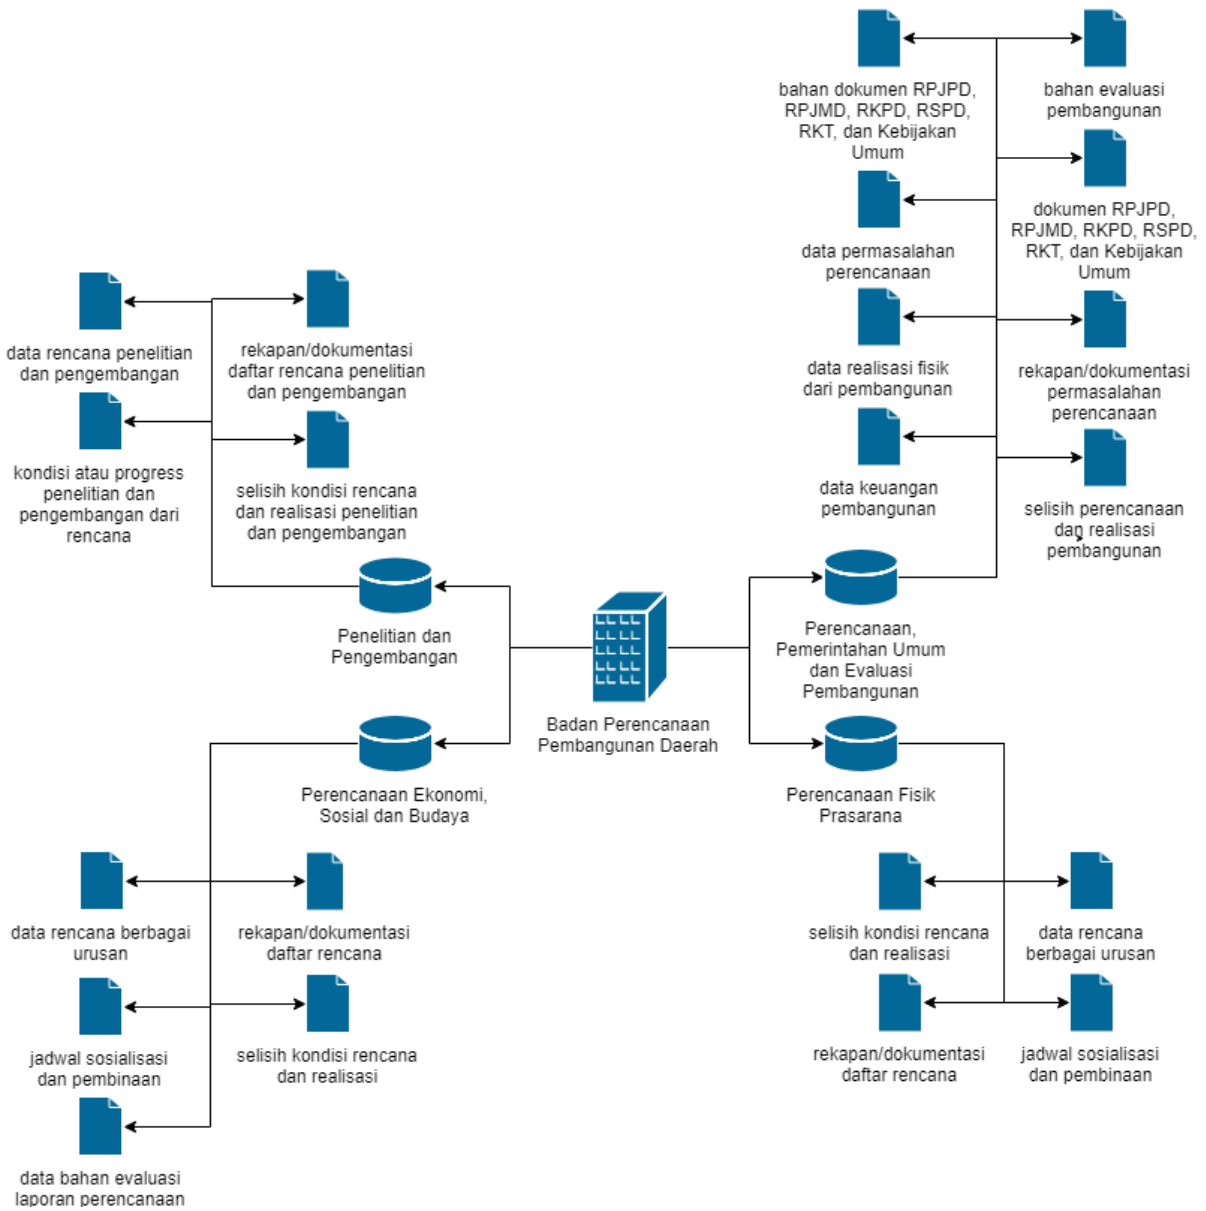 bahan dokumen RPJPD,
RPJMD, RKPD, RSPD,
RKT, dan Kebijakan
Umum
bahan evaluasi
pembangunan
data permasalahan
perencanaan
dokumen RPJPD,
RPJMD, RKPD, RSPD,
RKT, dan Kebijakan
Umum
data realisasi fisik
dari pembangunan
rekapan/dokumentasi
permasalahan
perencanaan
data keuangan
pembangunan
selisih perencanaan
dan realisasi
pembangunan
data rencana penelitian
dan pengembangan
rekapan/dokumentasi
daftar rencana penelitian
dan pengembangan
kondisi atau progress
penelitian dan
pengembangan dari
rencana
selisih kondisi rencana
dan realisasi penelitian
dan pengembangan
Penelitian dan
Pengembangan
Perencanaan,
Pemerintahan Umum
dan Evaluasi
Pembangunan
Badan Perencanaan
Pembangunan Daerah
Perencanaan Ekonomi,
Sosial dan Budaya
Perencanaan Fisik
Prasarana
data rencana berbagai
urusan
rekapan/dokumentasi
daftar rencana
jadwal sosialisasi
dan pembinaan
selisih kondisi rencana
dan realisasi
data bahan evaluasi
laporan perencanaan
selisih kondisi rencana
dan realisasi
data rencana
berbagai urusan
rekapan/dokumentasi
daftar rencana
jadwal sosialisasi
dan pembinaan